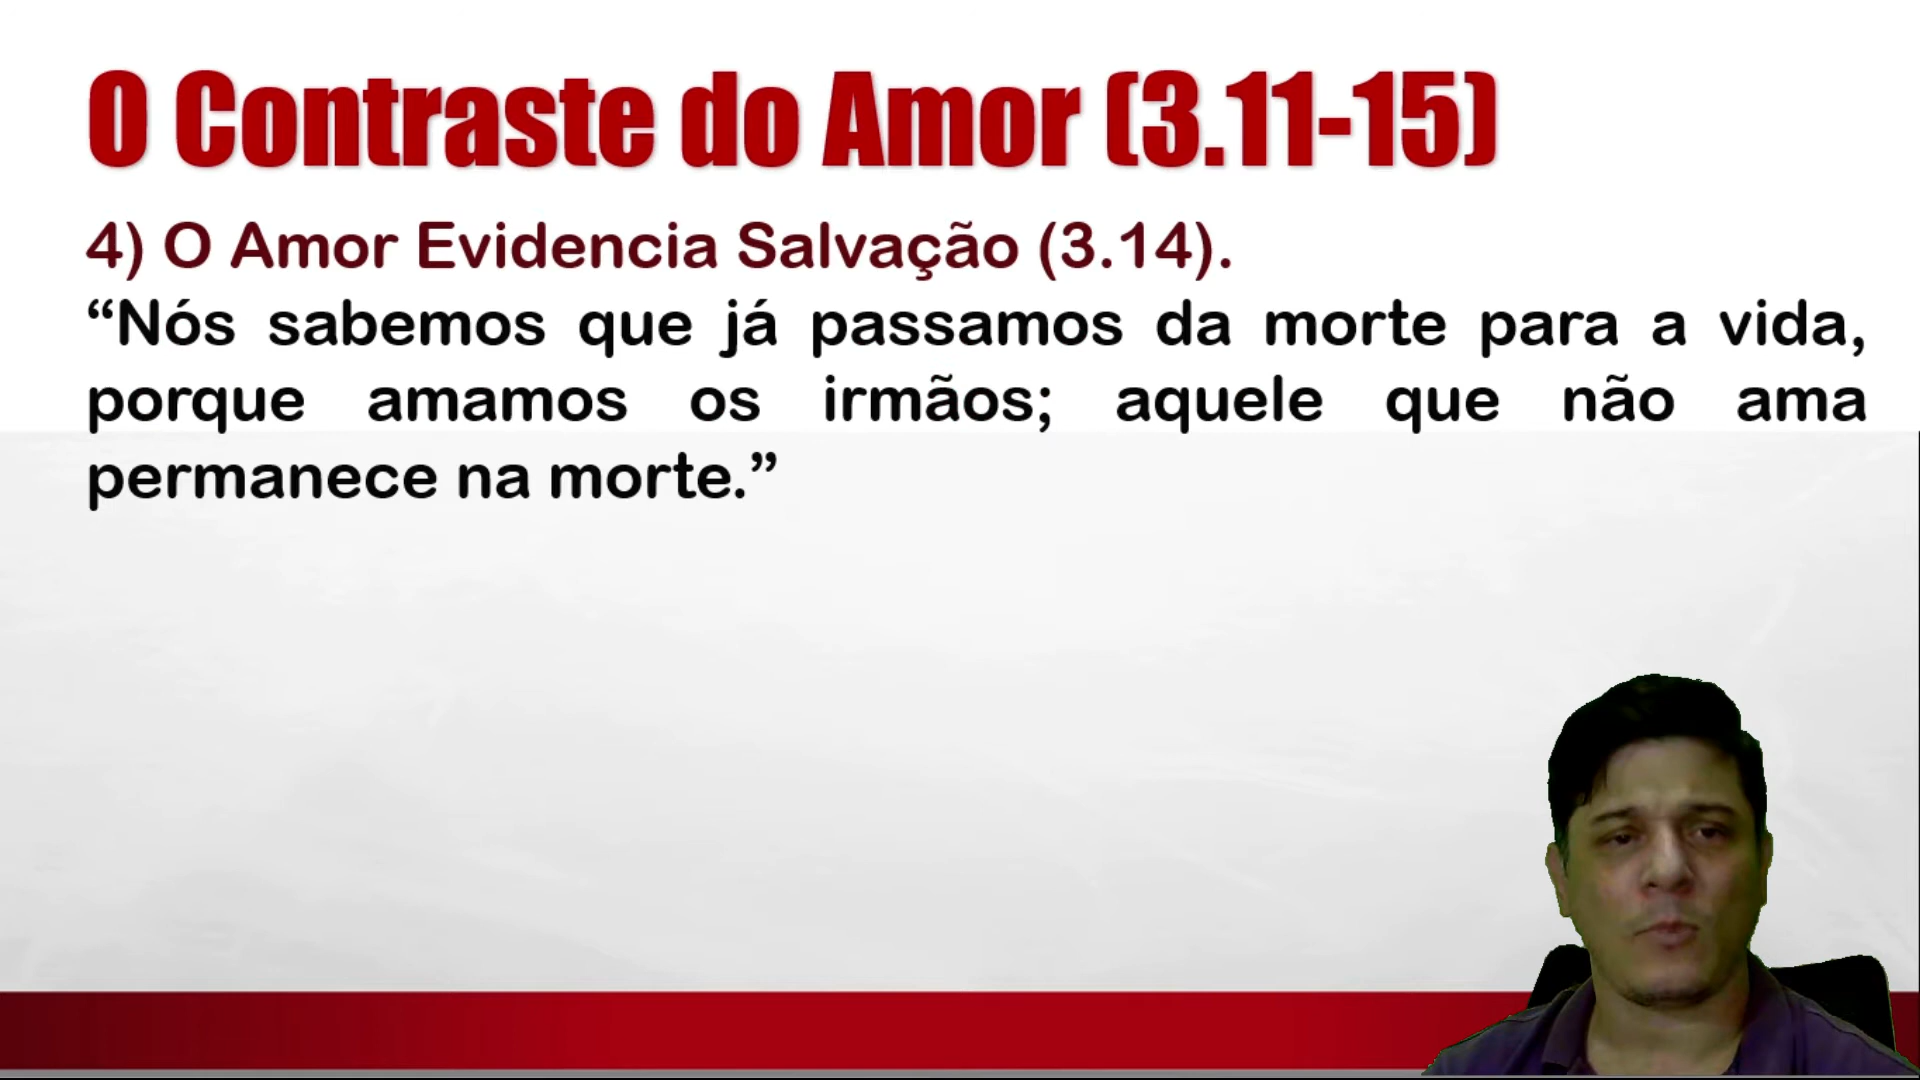 O Contraste do Amor (3.11-15)
4) O Amor Evidencia Salvação (3.14).
“Nós sabemos que já passamos da morte para a vida,
porque amamos os irmãos; aquele que não ama
permanece na morte.”